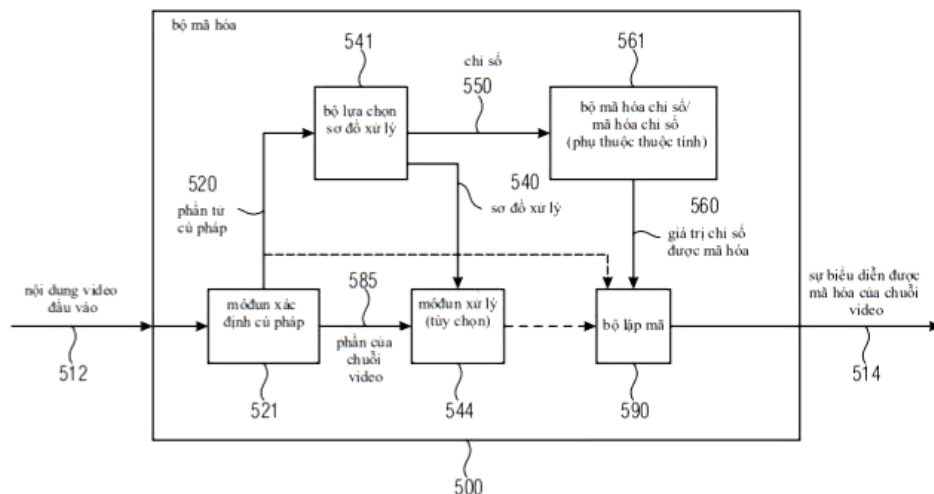 bộ mã hóa
541
chỉ số
550
561
bộ lựa chọn
sơ đồ xử lý
bộ mã hóa chỉ số/
mã hóa chỉ số
(phụ thuộc thuộc tính)
520
phần tử
cú pháp
540
sơ đồ xử lý
560
giá trị chỉ số
được mã hóa
nội dung video
đầu vào
512
môđun xác
định cú pháp
521
585
phần của
chuỗi
video
môđun xử lý
(tùy chọn)
544
bộ lập mã
590
sự biểu diễn được
mã hóa của chuỗi
video
514
500